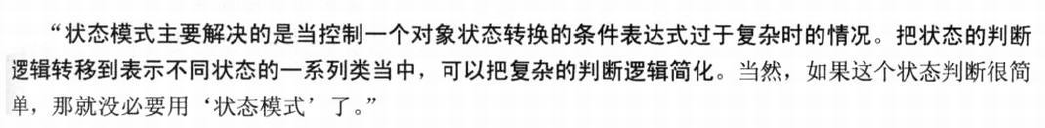 “状态模式主要解决的是当控制一个对象状态转换的条件表达式过于复杂时的情况。把状态的判断
逻辑转移到表示不同状态的一系列类当中，可以把复杂的判断逻辑简化。当然，如果这个状态判断很简
单，那就没必要用‘状态模式’了。”